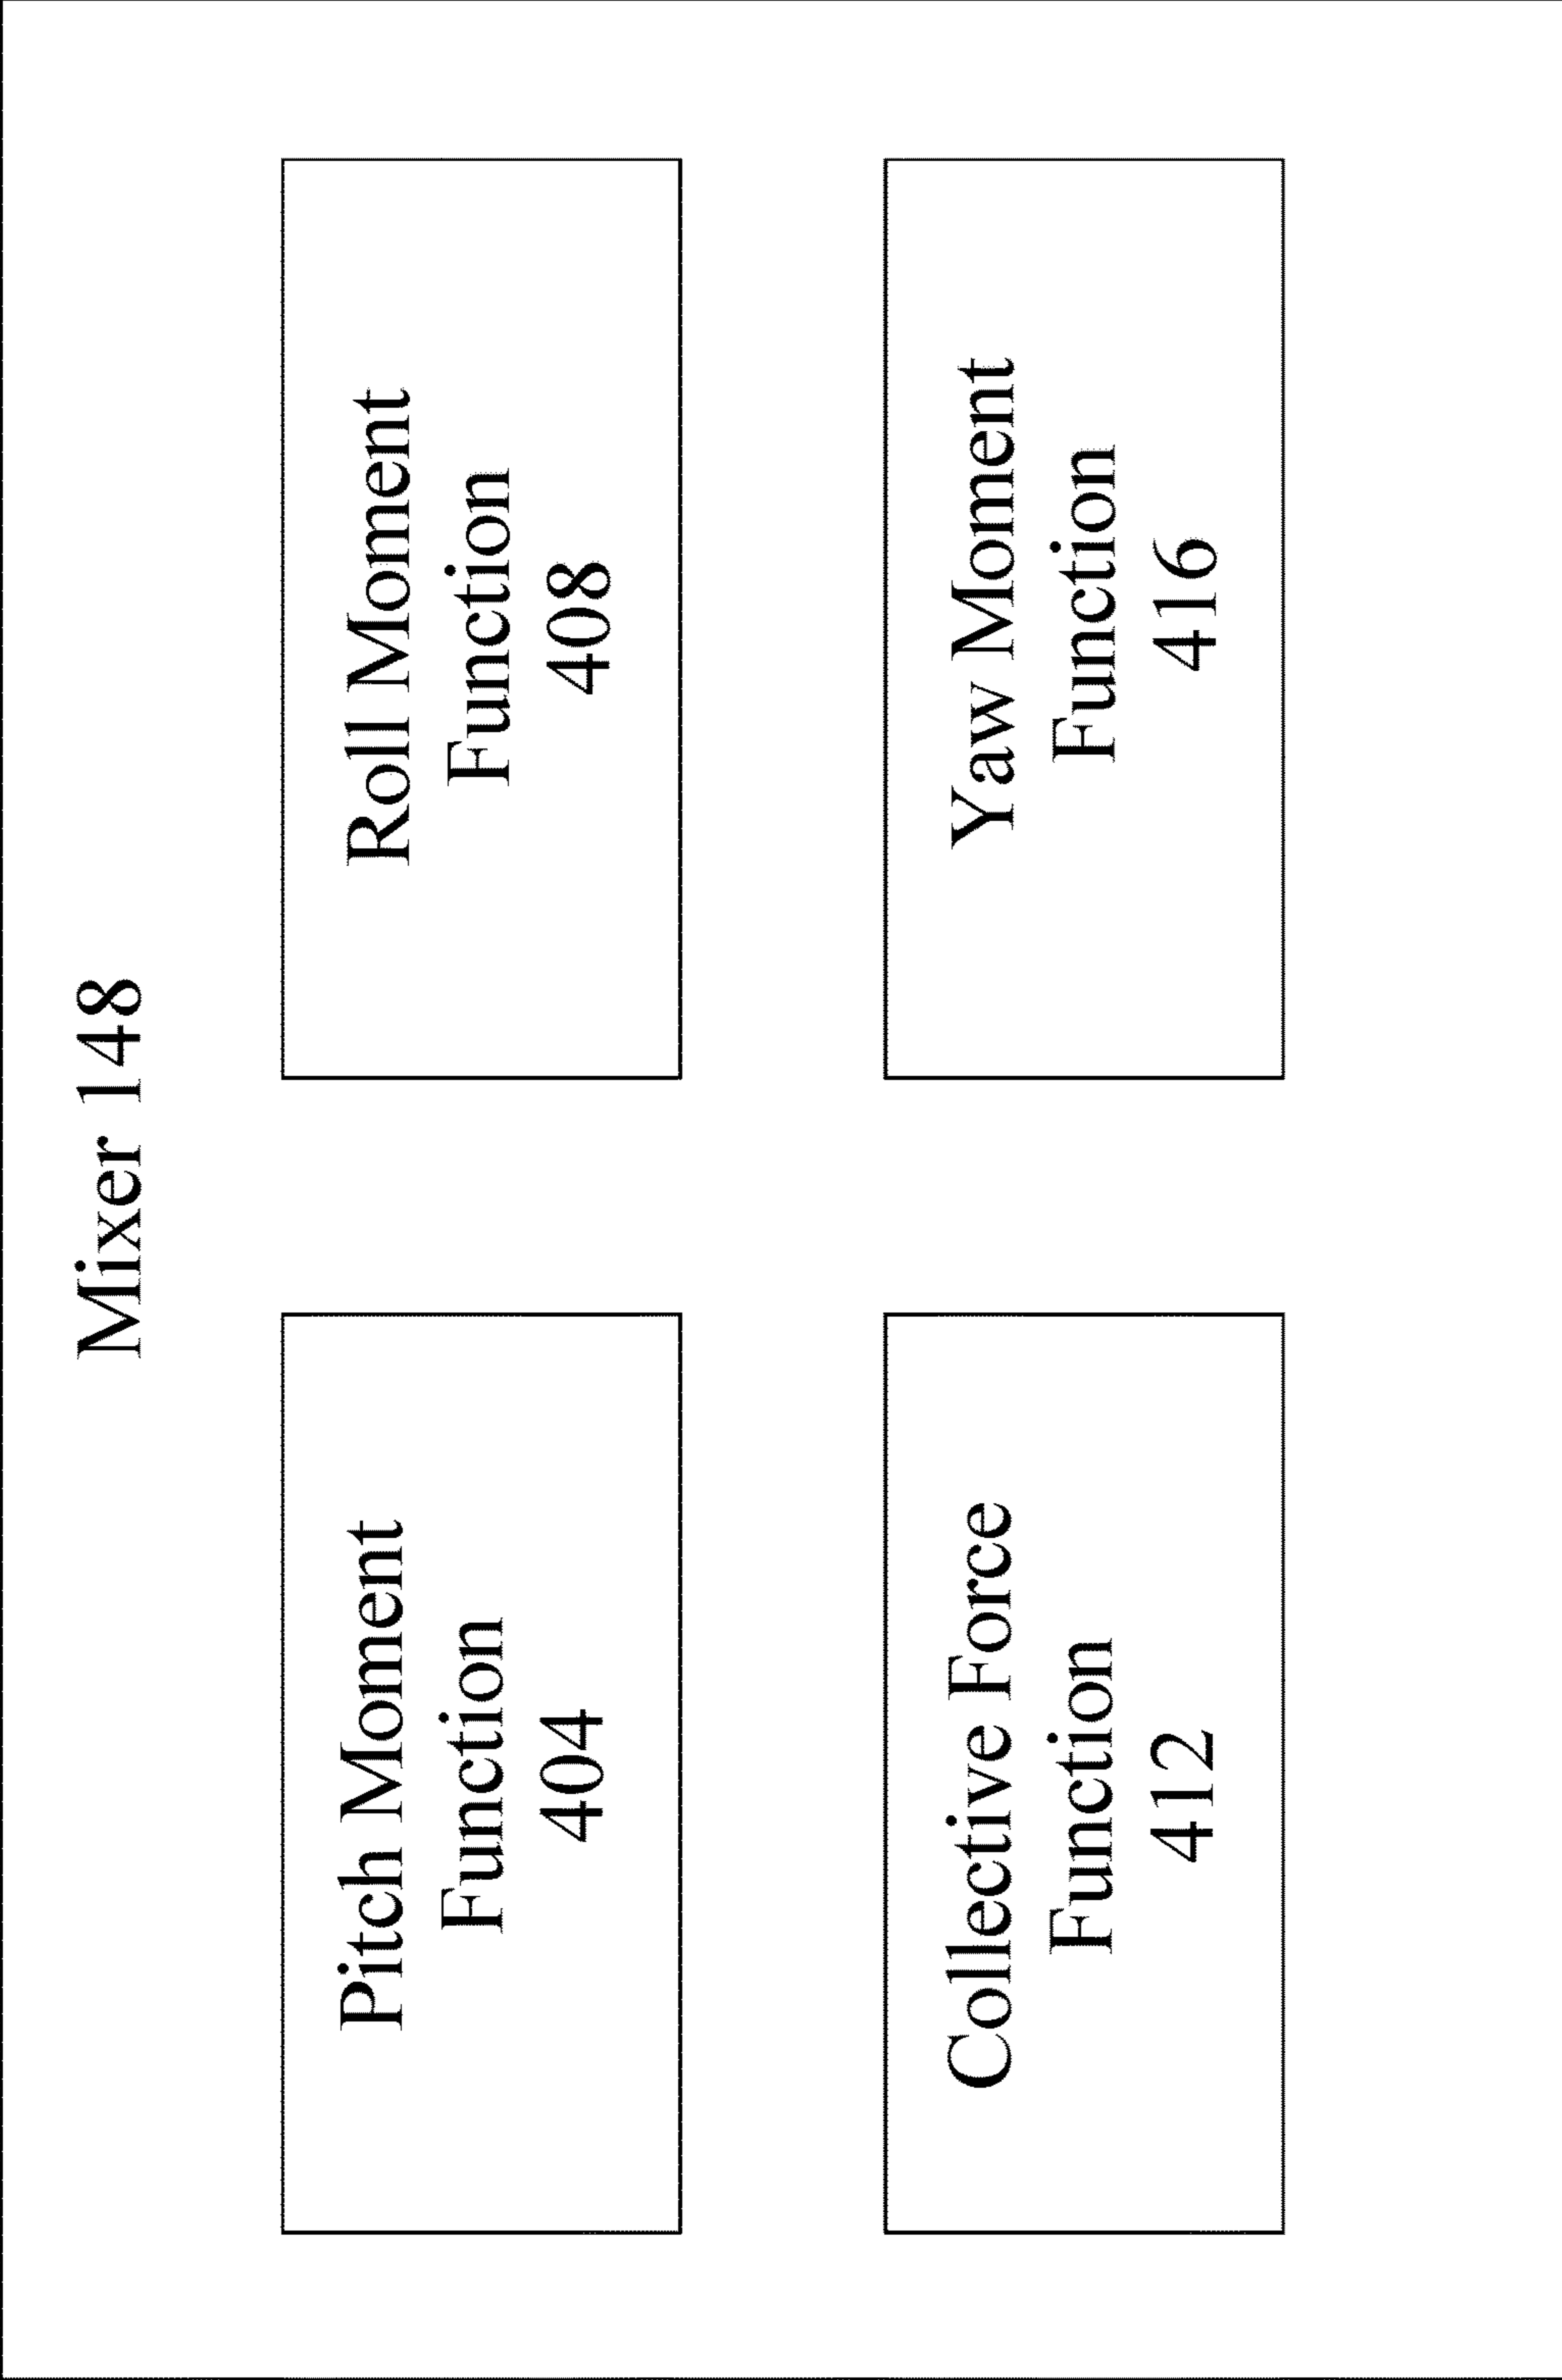 Mixer 148
Pitch Moment
Function
404
Roll Moment
Function
408
Collective Force
Function
412
Yaw Moment
Function
416